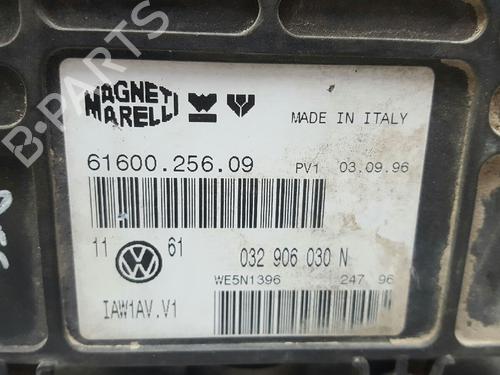 MAGNETI
MARELLI
MADE IN ITALY
61600.256.09 PV1 03.09.96
11 61
032 906 030 N
WE5N1396 247 96
IAW1AV.V1
B-PARTS